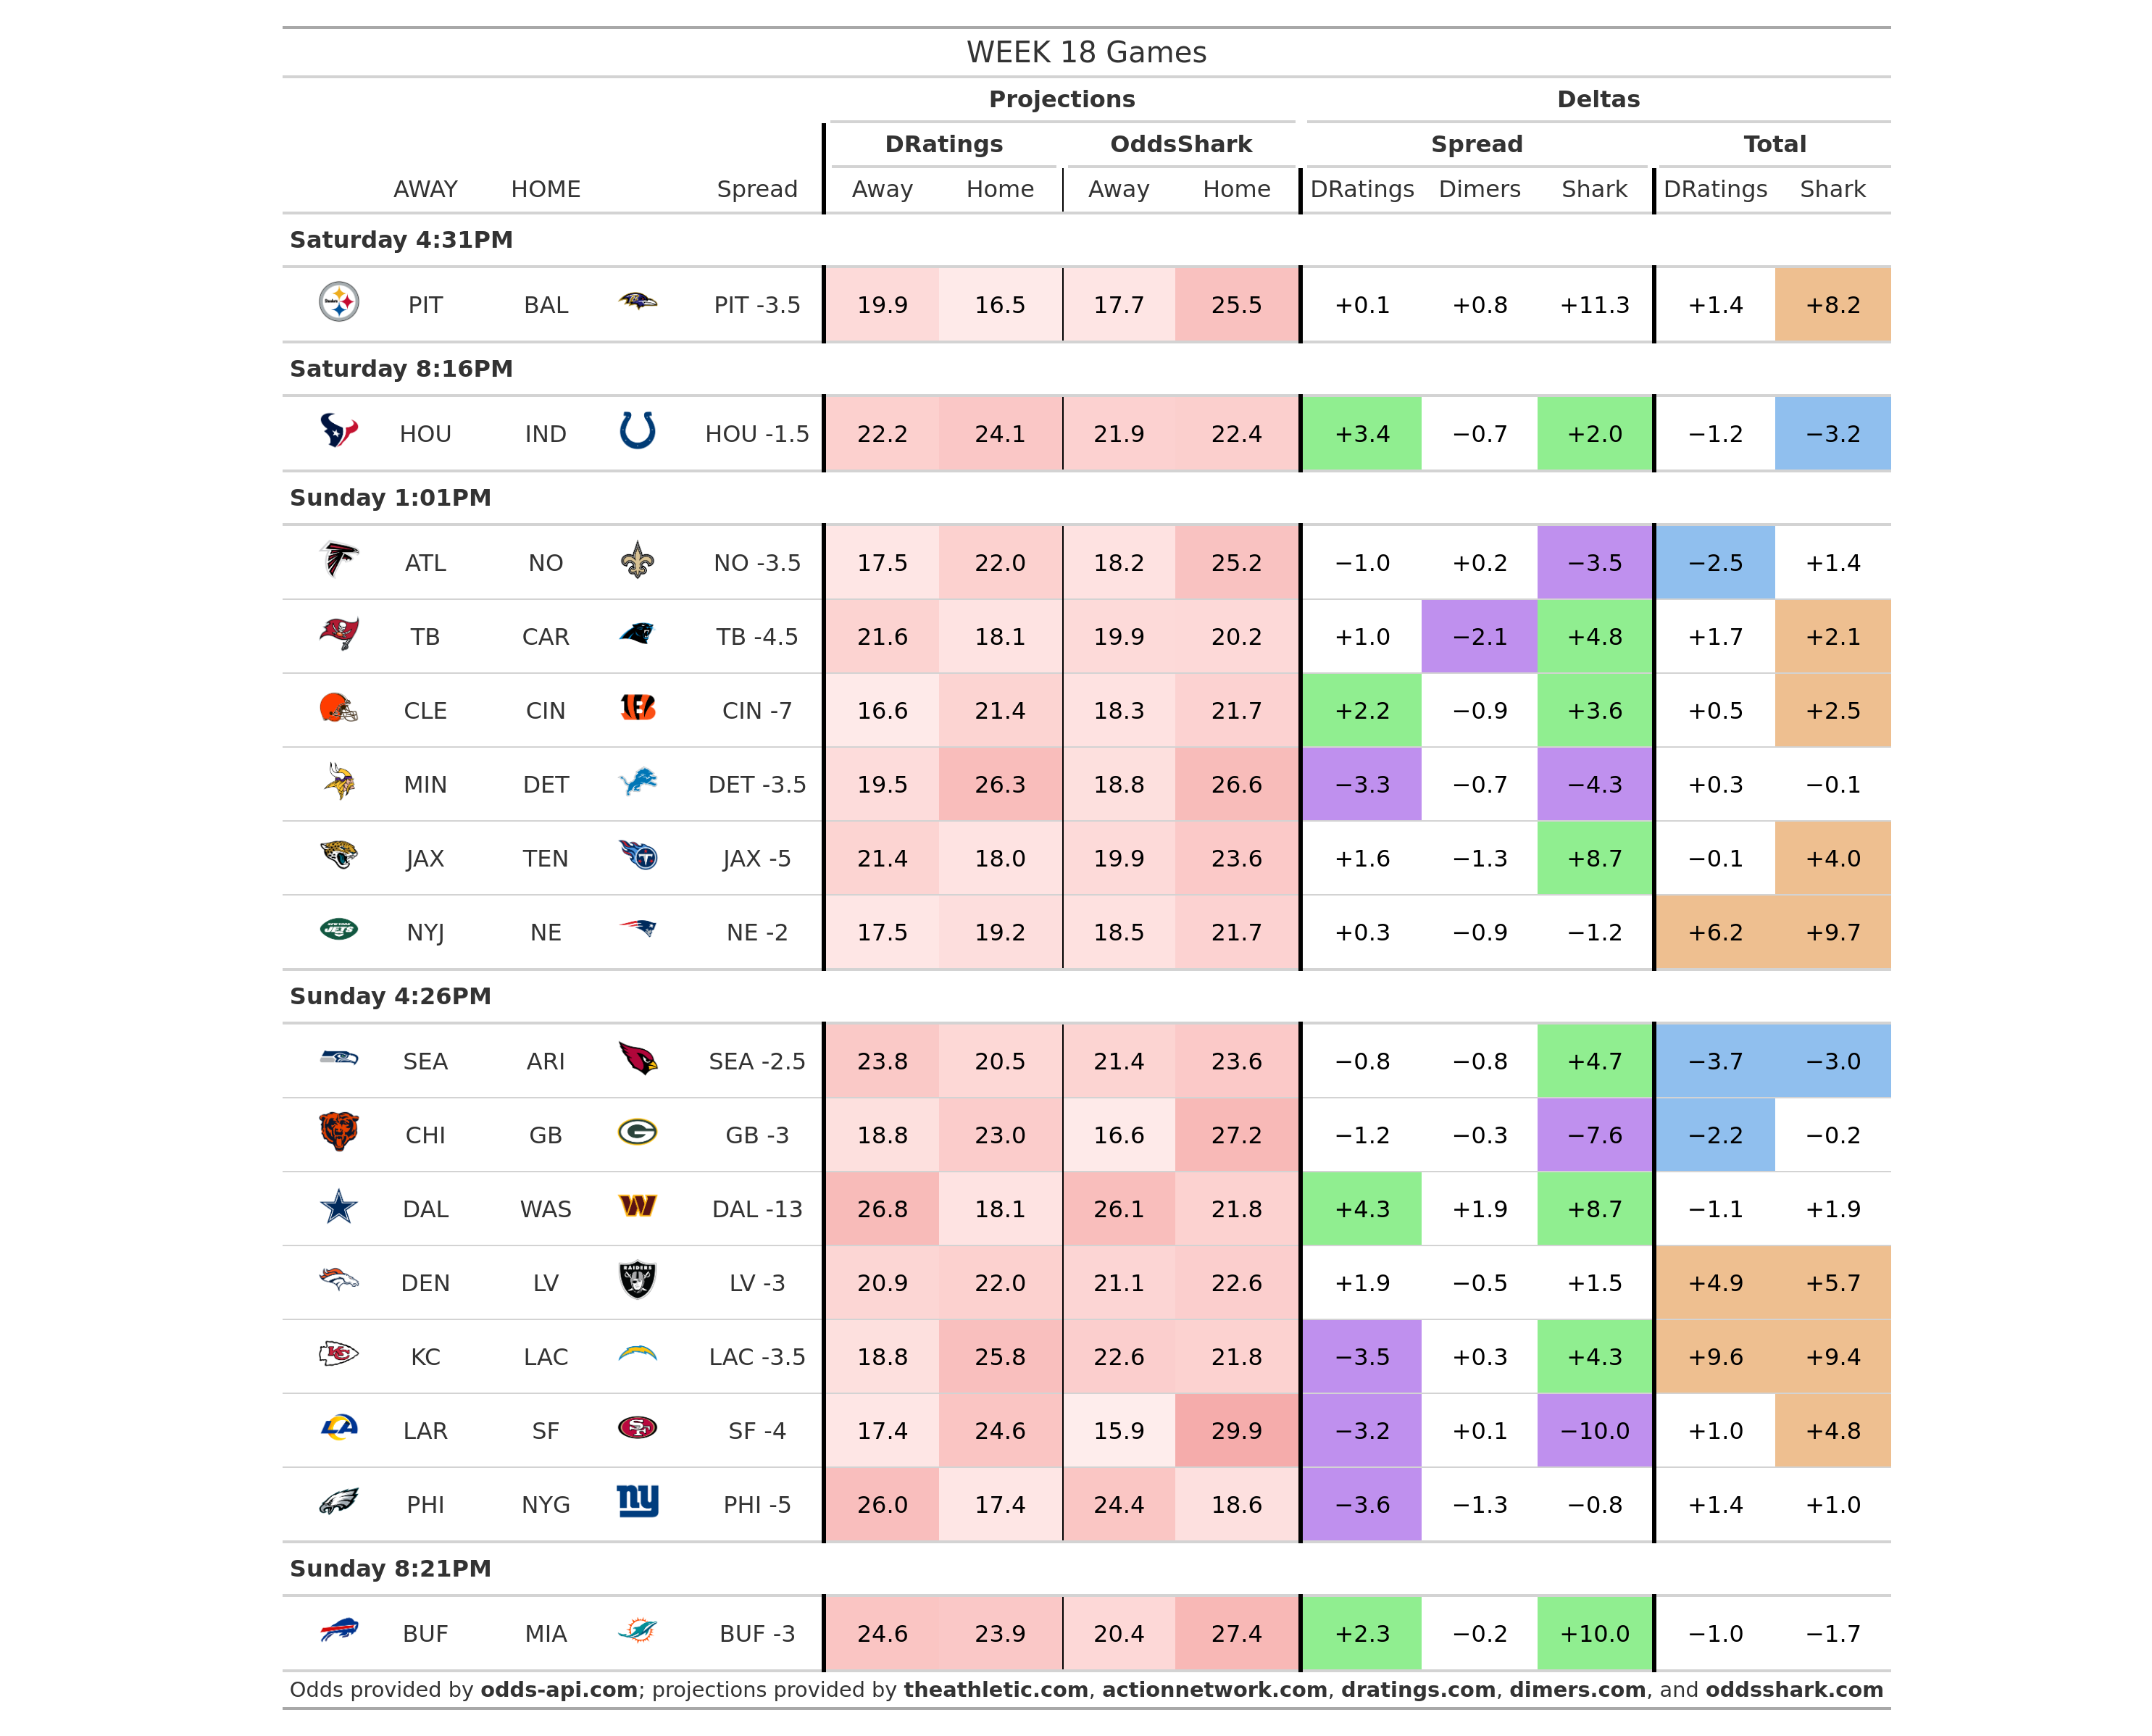 WEEK 18 Games
Projections Deltas
DRatings OddsShark Spread Total
AWAY HOME Spread Away Home Away Home DRatings Dimers Shark DRatings Shark
Saturday 4:31PM
PIT BAL PIT -3.5 19.9 16.5 17.7 25.5 +0.1 +0.8 +11.3 +1.4 +8.2
Saturday 8:16PM
HOU IND HOU -1.5 22.2 24.1 21.9 22.4 +3.4 −0.7 +2.0 −1.2 −3.2
Sunday 1:01PM
ATL NO NO -3.5 17.5 22.0 18.2 25.2 −1.0 +0.2 −3.5 −2.5 +1.4
TB CAR TB -4.5 21.6 18.1 19.9 20.2 +1.0 −2.1 +4.8 +1.7 +2.1
CLE CIN CIN -7 16.6 21.4 18.3 21.7 +2.2 −0.9 +3.6 +0.5 +2.5
MIN DET DET -3.5 19.5 26.3 18.8 26.6 −3.3 −0.7 −4.3 +0.3 −0.1
JAX TEN JAX -5 21.4 18.0 19.9 23.6 +1.6 −1.3 +8.7 −0.1 +4.0
NYJ NE NE -2 17.5 19.2 18.5 21.7 +0.3 −0.9 −1.2 +6.2 +9.7
Sunday 4:26PM
SEA ARI SEA -2.5 23.8 20.5 21.4 23.6 −0.8 −0.8 +4.7 −3.7 −3.0
CHI GB GB -3 18.8 23.0 16.6 27.2 −1.2 −0.3 −7.6 −2.2 −0.2
DAL WAS DAL -13 26.8 18.1 26.1 21.8 +4.3 +1.9 +8.7 −1.1 +1.9
DEN LV RAIDERS LV -3 20.9 22.0 21.1 22.6 +1.9 −0.5 +1.5 +4.9 +5.7
KC LAC LAC -3.5 18.8 25.8 22.6 21.8 −3.5 +0.3 +4.3 +9.6 +9.4
LAR SF SF -4 17.4 24.6 15.9 29.9 −3.2 +0.1 −10.0 +1.0 +4.8
PHI NYG ny PHI -5 26.0 17.4 24.4 18.6 −3.6 −1.3 −0.8 +1.4 +1.0
Sunday 8:21PM
BUF MIA BUF -3 24.6 23.9 20.4 27.4 +2.3 −0.2 +10.0 −1.0 −1.7
Odds provided by odds-api.com; projections provided by theathletic.com, actionnetwork.com, dratings.com, dimers.com, and oddsshark.com